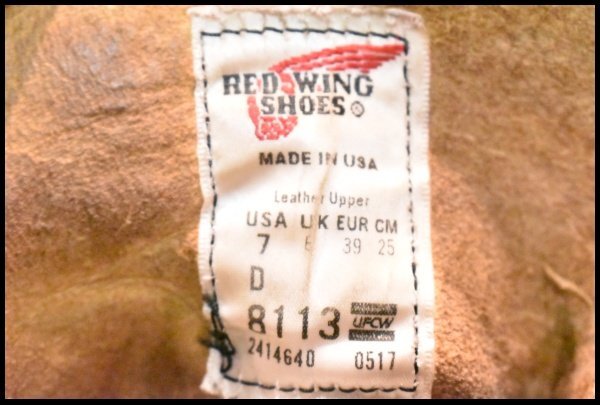 RED WING
SHOES®
MADE IN USA
Leather Upper
USA UK EUR CM
7 6 39 25
D
8113 UFCW
2414640 0517